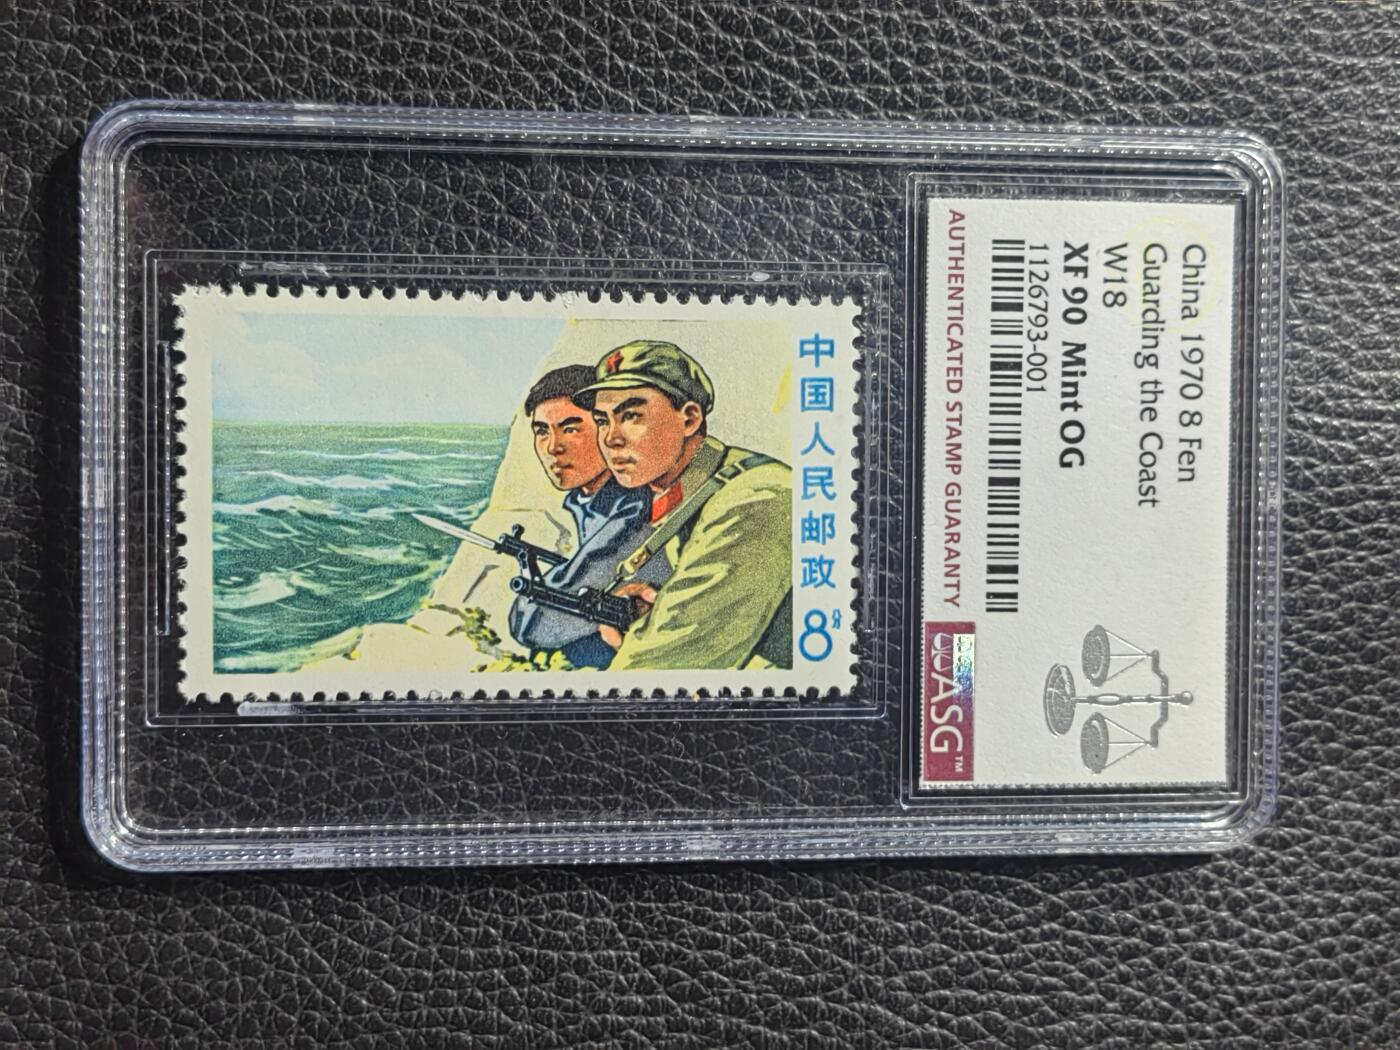 中国人民邮政
8分
China 1970 8 Fen
Guarding the Coast
W18
XF 90 Mint OG
1126793-001
AUTHENTICATED STAMP GUARANTY
ASG™